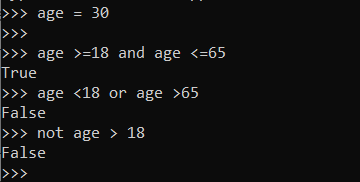 >>> age = 30
>>>
>>> age >=18 and age <=65
True
>>> age <18 or age >65
False
>>> not age > 18
False
>>>